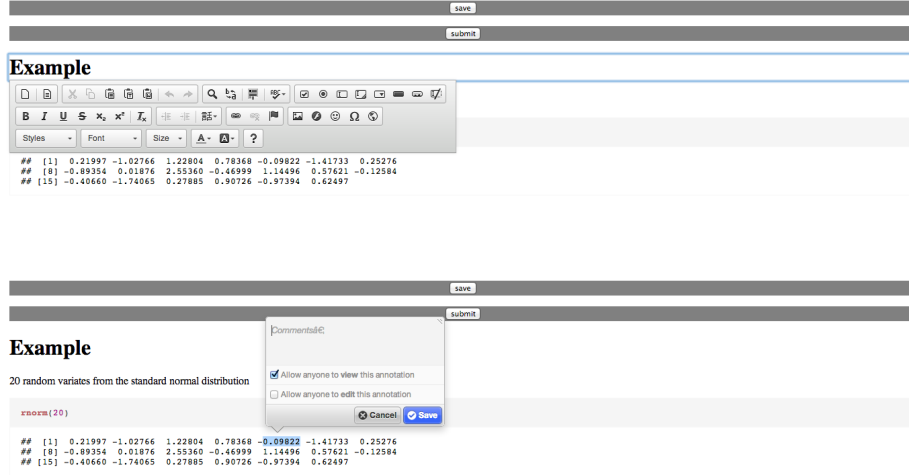 save
submit
Example
B I U S x₂ x² Iₓ
Styles Font Size A A ?
## [1] 0.21997 -1.02766 1.22804 0.78368 -0.09822 -1.41733 0.25276
## [8] -0.89354 0.01876 2.55360 -0.46999 1.14496 0.57621 -0.12584
## [15] -0.40660 -1.74065 0.27885 0.90726 -0.97394 0.62497
save
submit
Example
Commentsâ€¦
20 random variates from the standard normal distribution
Allow anyone to view this annotation
Allow anyone to edit this annotation
rnorm(20)
Cancel Save
## [1] 0.21997 -1.02766 1.22804 0.78368 -0.09822 -1.41733 0.25276
## [8] -0.89354 0.01876 2.55360 -0.46999 1.14496 0.57621 -0.12584
## [15] -0.40660 -1.74065 0.27885 0.90726 -0.97394 0.62497